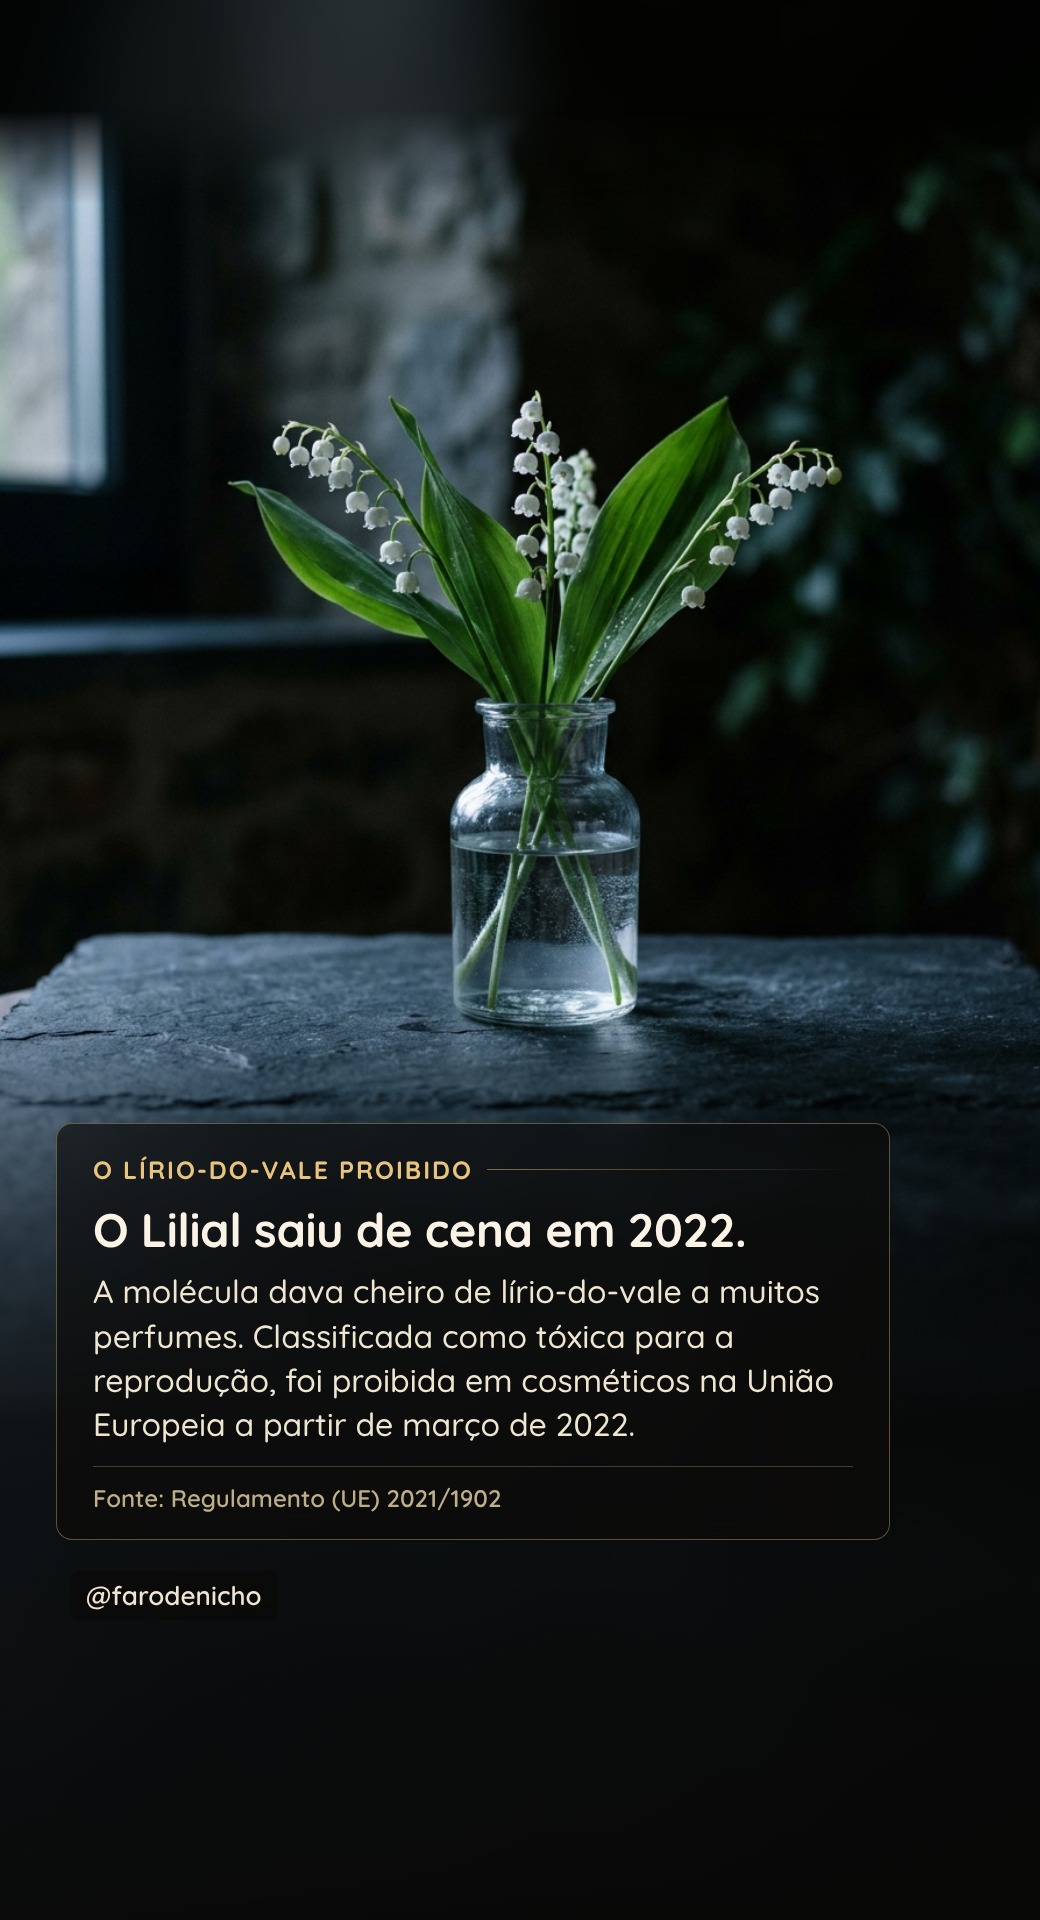 O LÍRIO-DO-VALE PROIBIDO
O Lilial saiu de cena em 2022.
A molécula dava cheiro de lírio-do-vale a muitos
perfumes. Classificada como tóxica para a
reprodução, foi proibida em cosméticos na União
Europeia a partir de março de 2022.
Fonte: Regulamento (UE) 2021/1902
@farodenicho